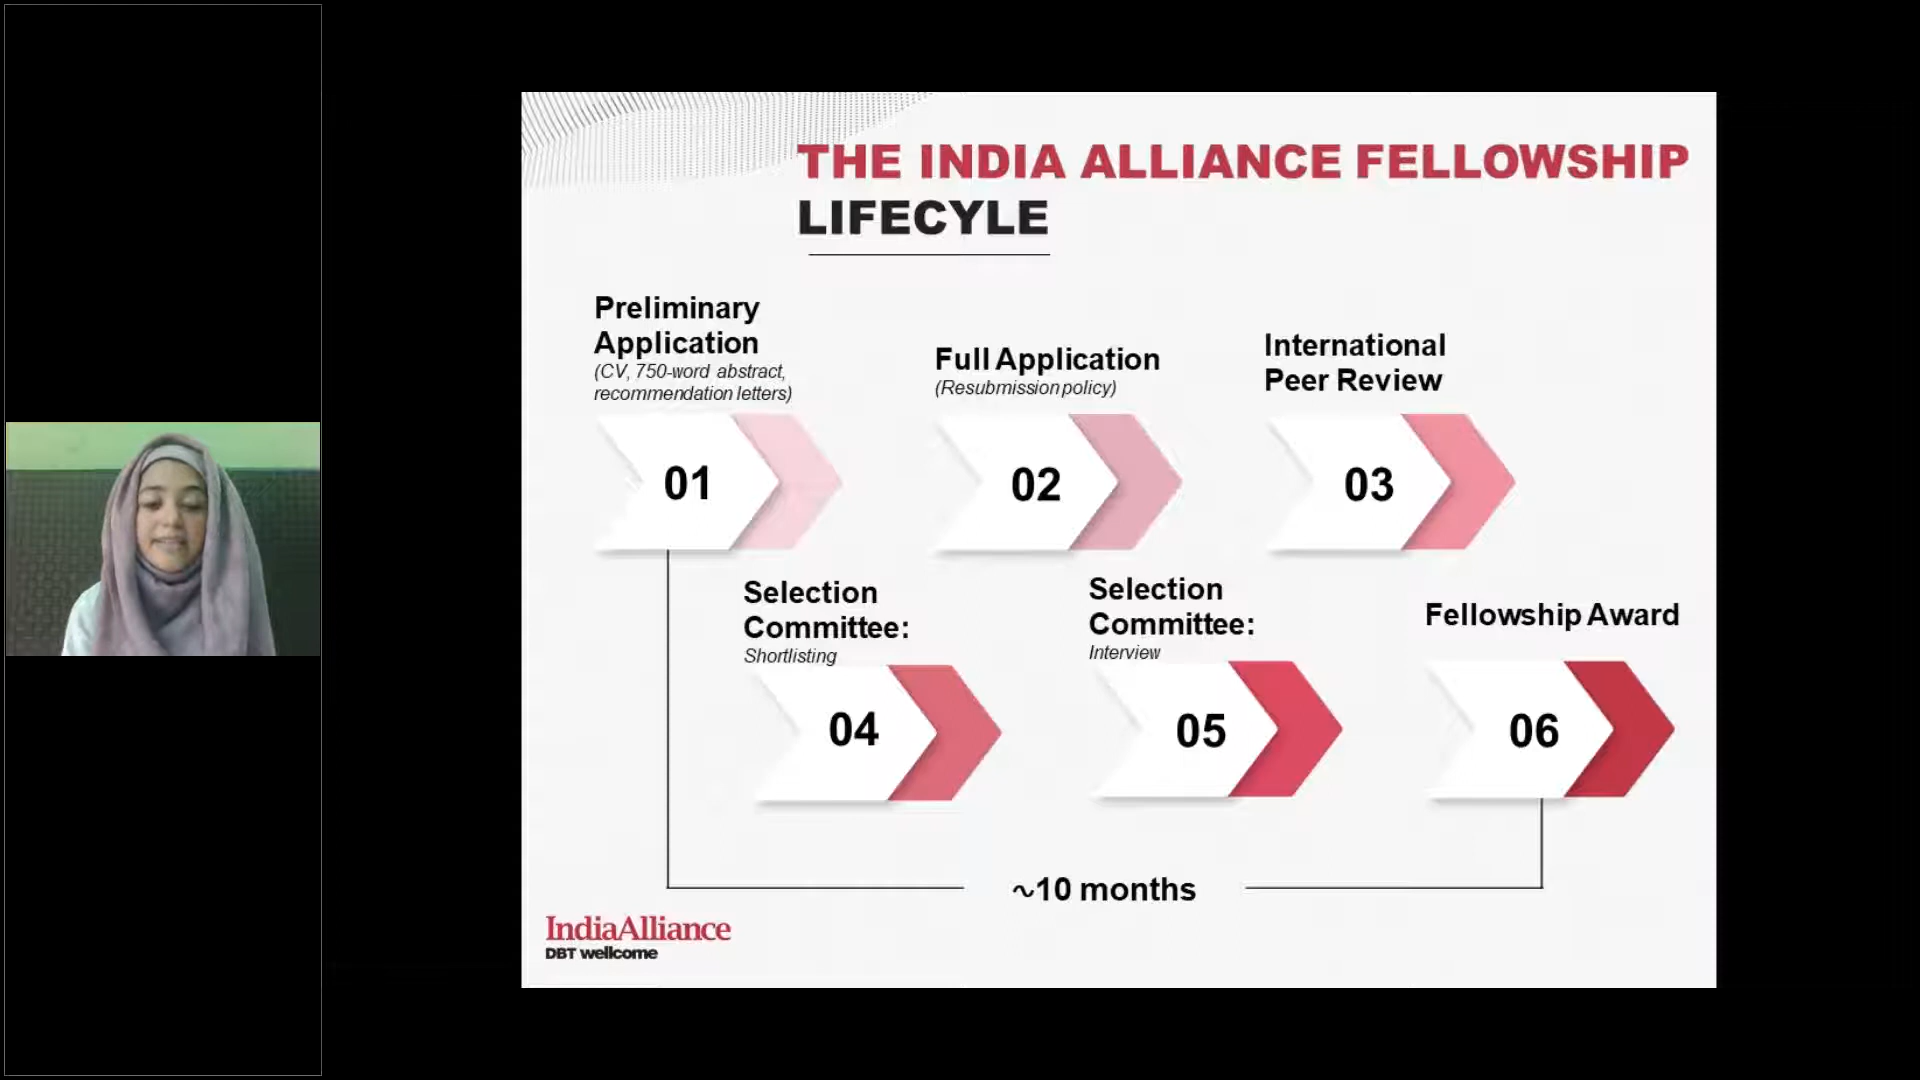 THE INDIA ALLIANCE FELLOWSHIP
LIFECYLE
Preliminary
Application
(CV, 750-word abstract,
recommendation letters)
01
Full Application
(Resubmission policy)
02
International
Peer Review
03
Selection
Committee:
Shortlisting
04
Selection
Committee:
Interview
05
Fellowship Award
06
~10 months
IndiaAlliance
DBT wellcome